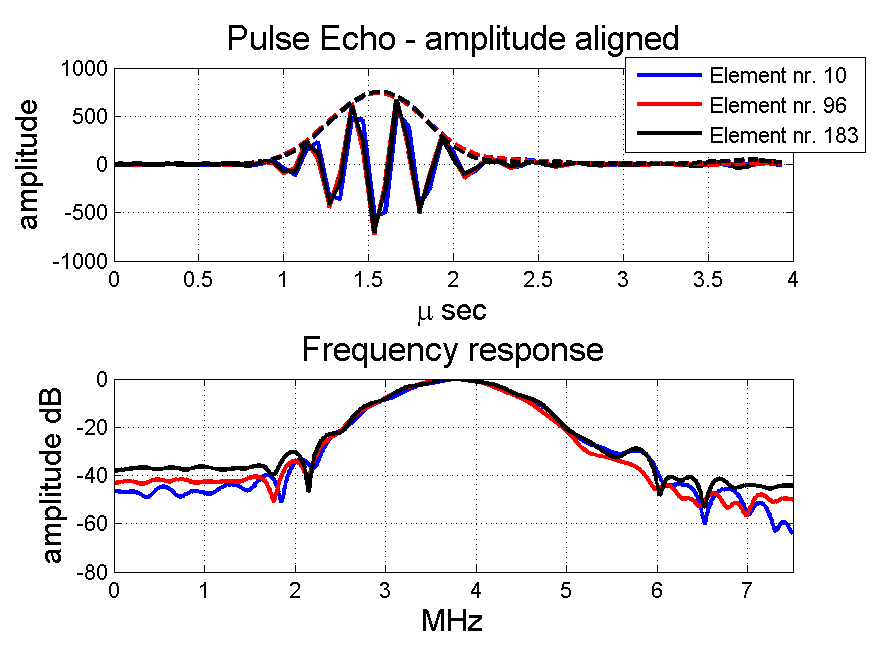 Pulse Echo - amplitude aligned
Element nr. 10
Element nr. 96
Element nr. 183
amplitude
1000
500
0
-500
-1000
0 0.5 1 1.5 2 2.5 3 3.5 4
μ sec
Frequency response
amplitude dB
0
-20
-40
-60
-80
0 1 2 3 4 5 6 7
MHz